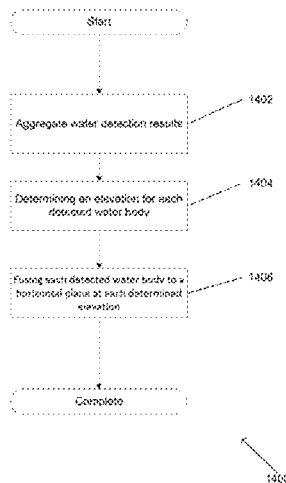 Start
1402
Aggregate water detection results
1404
Determining an elevation for each
detected water body
1406
Fusing each detected water body to a
horizontal plane at each determined
elevation
Complete
1400